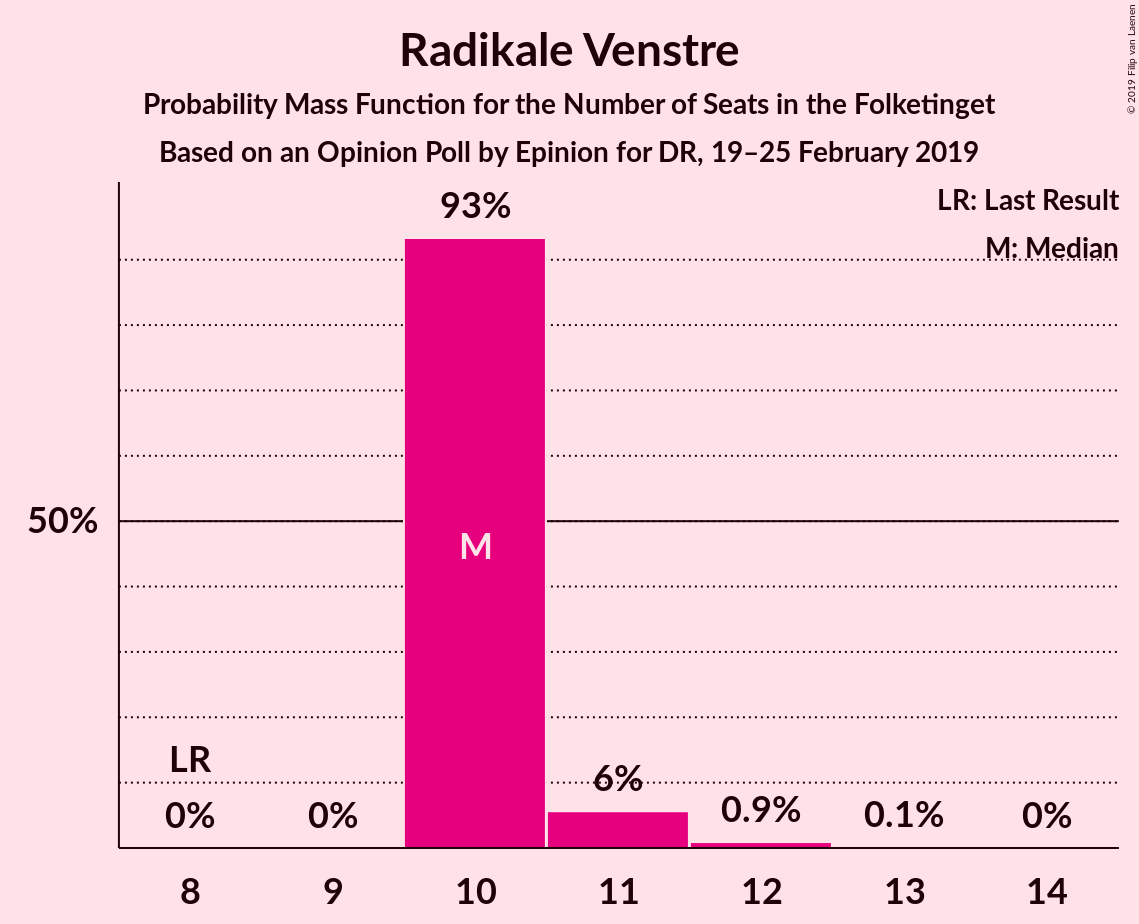 Radikale Venstre
Probability Mass Function for the Number of Seats in the Folketinget
Based on an Opinion Poll by Epinion for DR, 19–25 February 2019
© 2019 Filip van Laenen
LR: Last Result
M: Median
93%
50%
M
LR
0%
0%
6%
0.9%
0.1%
0%
8
9
10
11
12
13
14